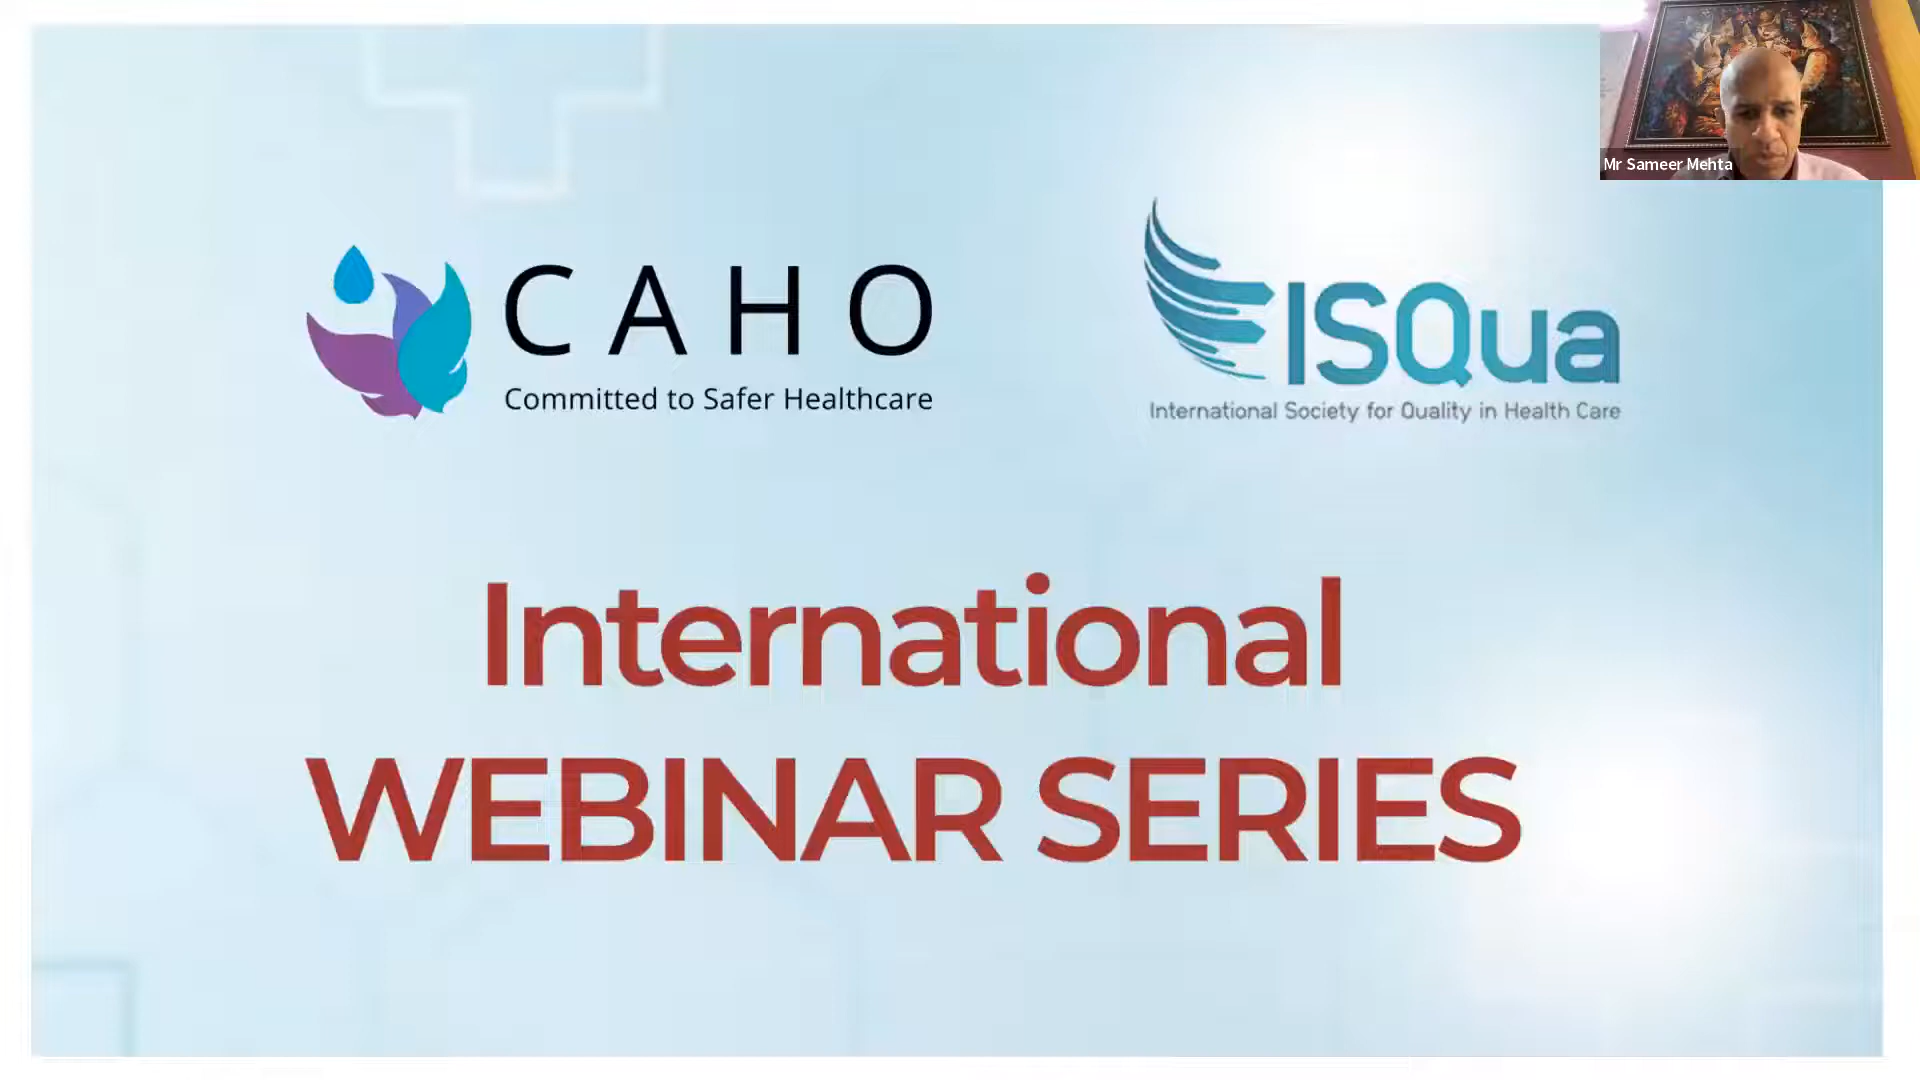 Mr Sameer Mehta
CAHO
Committed to Safer Healthcare
ISQua
International Society for Quality in Health Care
International
WEBINAR SERIES